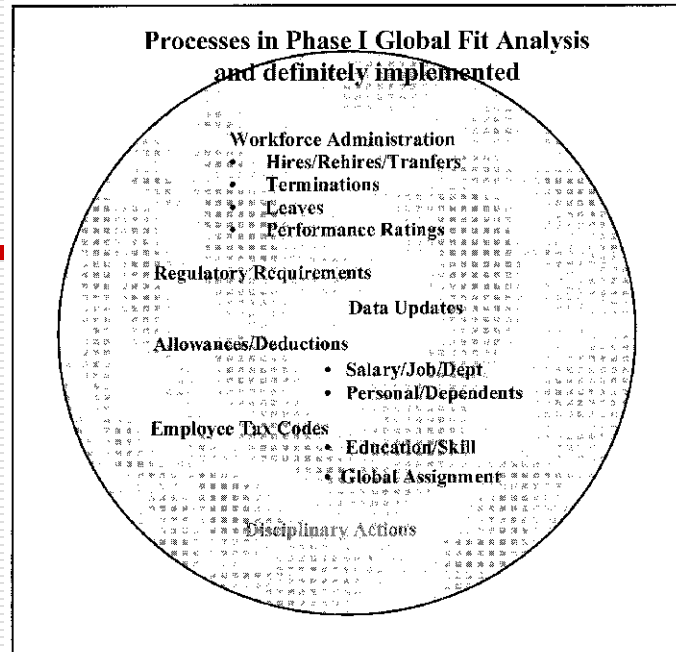 Processes in Phase I Global Fit Analysis
and definitely implemented
Workforce Administration
• Hires/Rehires/Tranfers
• Terminations
• Leaves
• Performance Ratings
Regulatory Requirements
Data Updates
Allowances/Deductions
• Salary/Job/Dept
• Personal/Dependents
Employee Tax Codes
• Education/Skill
• Global Assignment
Disciplinary Actions